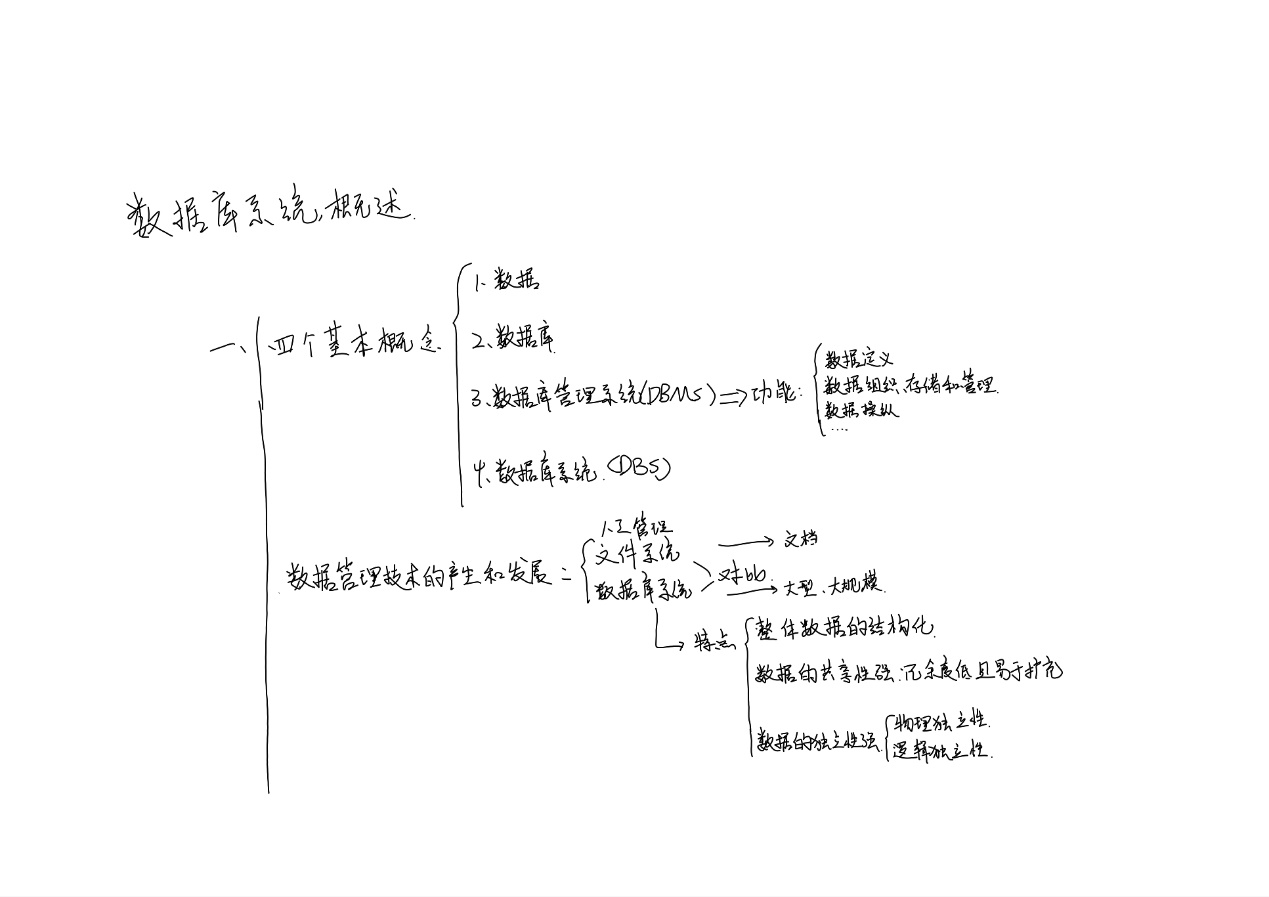 数据库系统概述.
1.数据
一、四个基本概念
2.数据库
3.数据库管理系统(DBMS)⇒功能:
数据定义
数据组织、存储和管理.
数据操纵
....
4.数据库系统.(DBS)
人工管理
文件系统 → 文档
数据管理技术的产生和发展=
数据库系统 对比 → 大型、大规模.
→ 特点
整体数据的结构化.
数据的共享性强.冗余度低且易于扩充
数据的独立性强
物理独立性.
逻辑独立性.